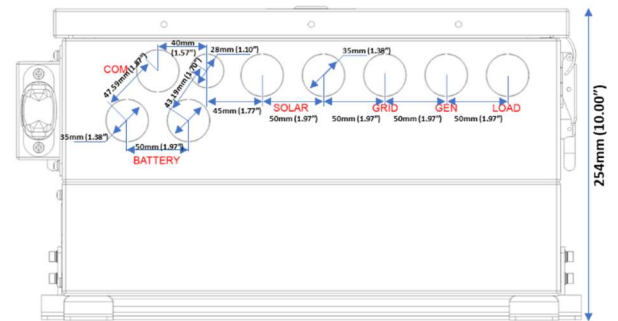 40mm
(1.57")
28mm (1.10")
35mm (1.38")
COM
47.59mm (1.87")
43.19mm (1.70")
45mm (1.77")
SOLAR
GRID
GEN
LOAD
50mm (1.97")
50mm (1.97")
50mm (1.97")
50mm (1.97")
35mm (1.38")
50mm (1.97")
BATTERY
254mm (10.00")